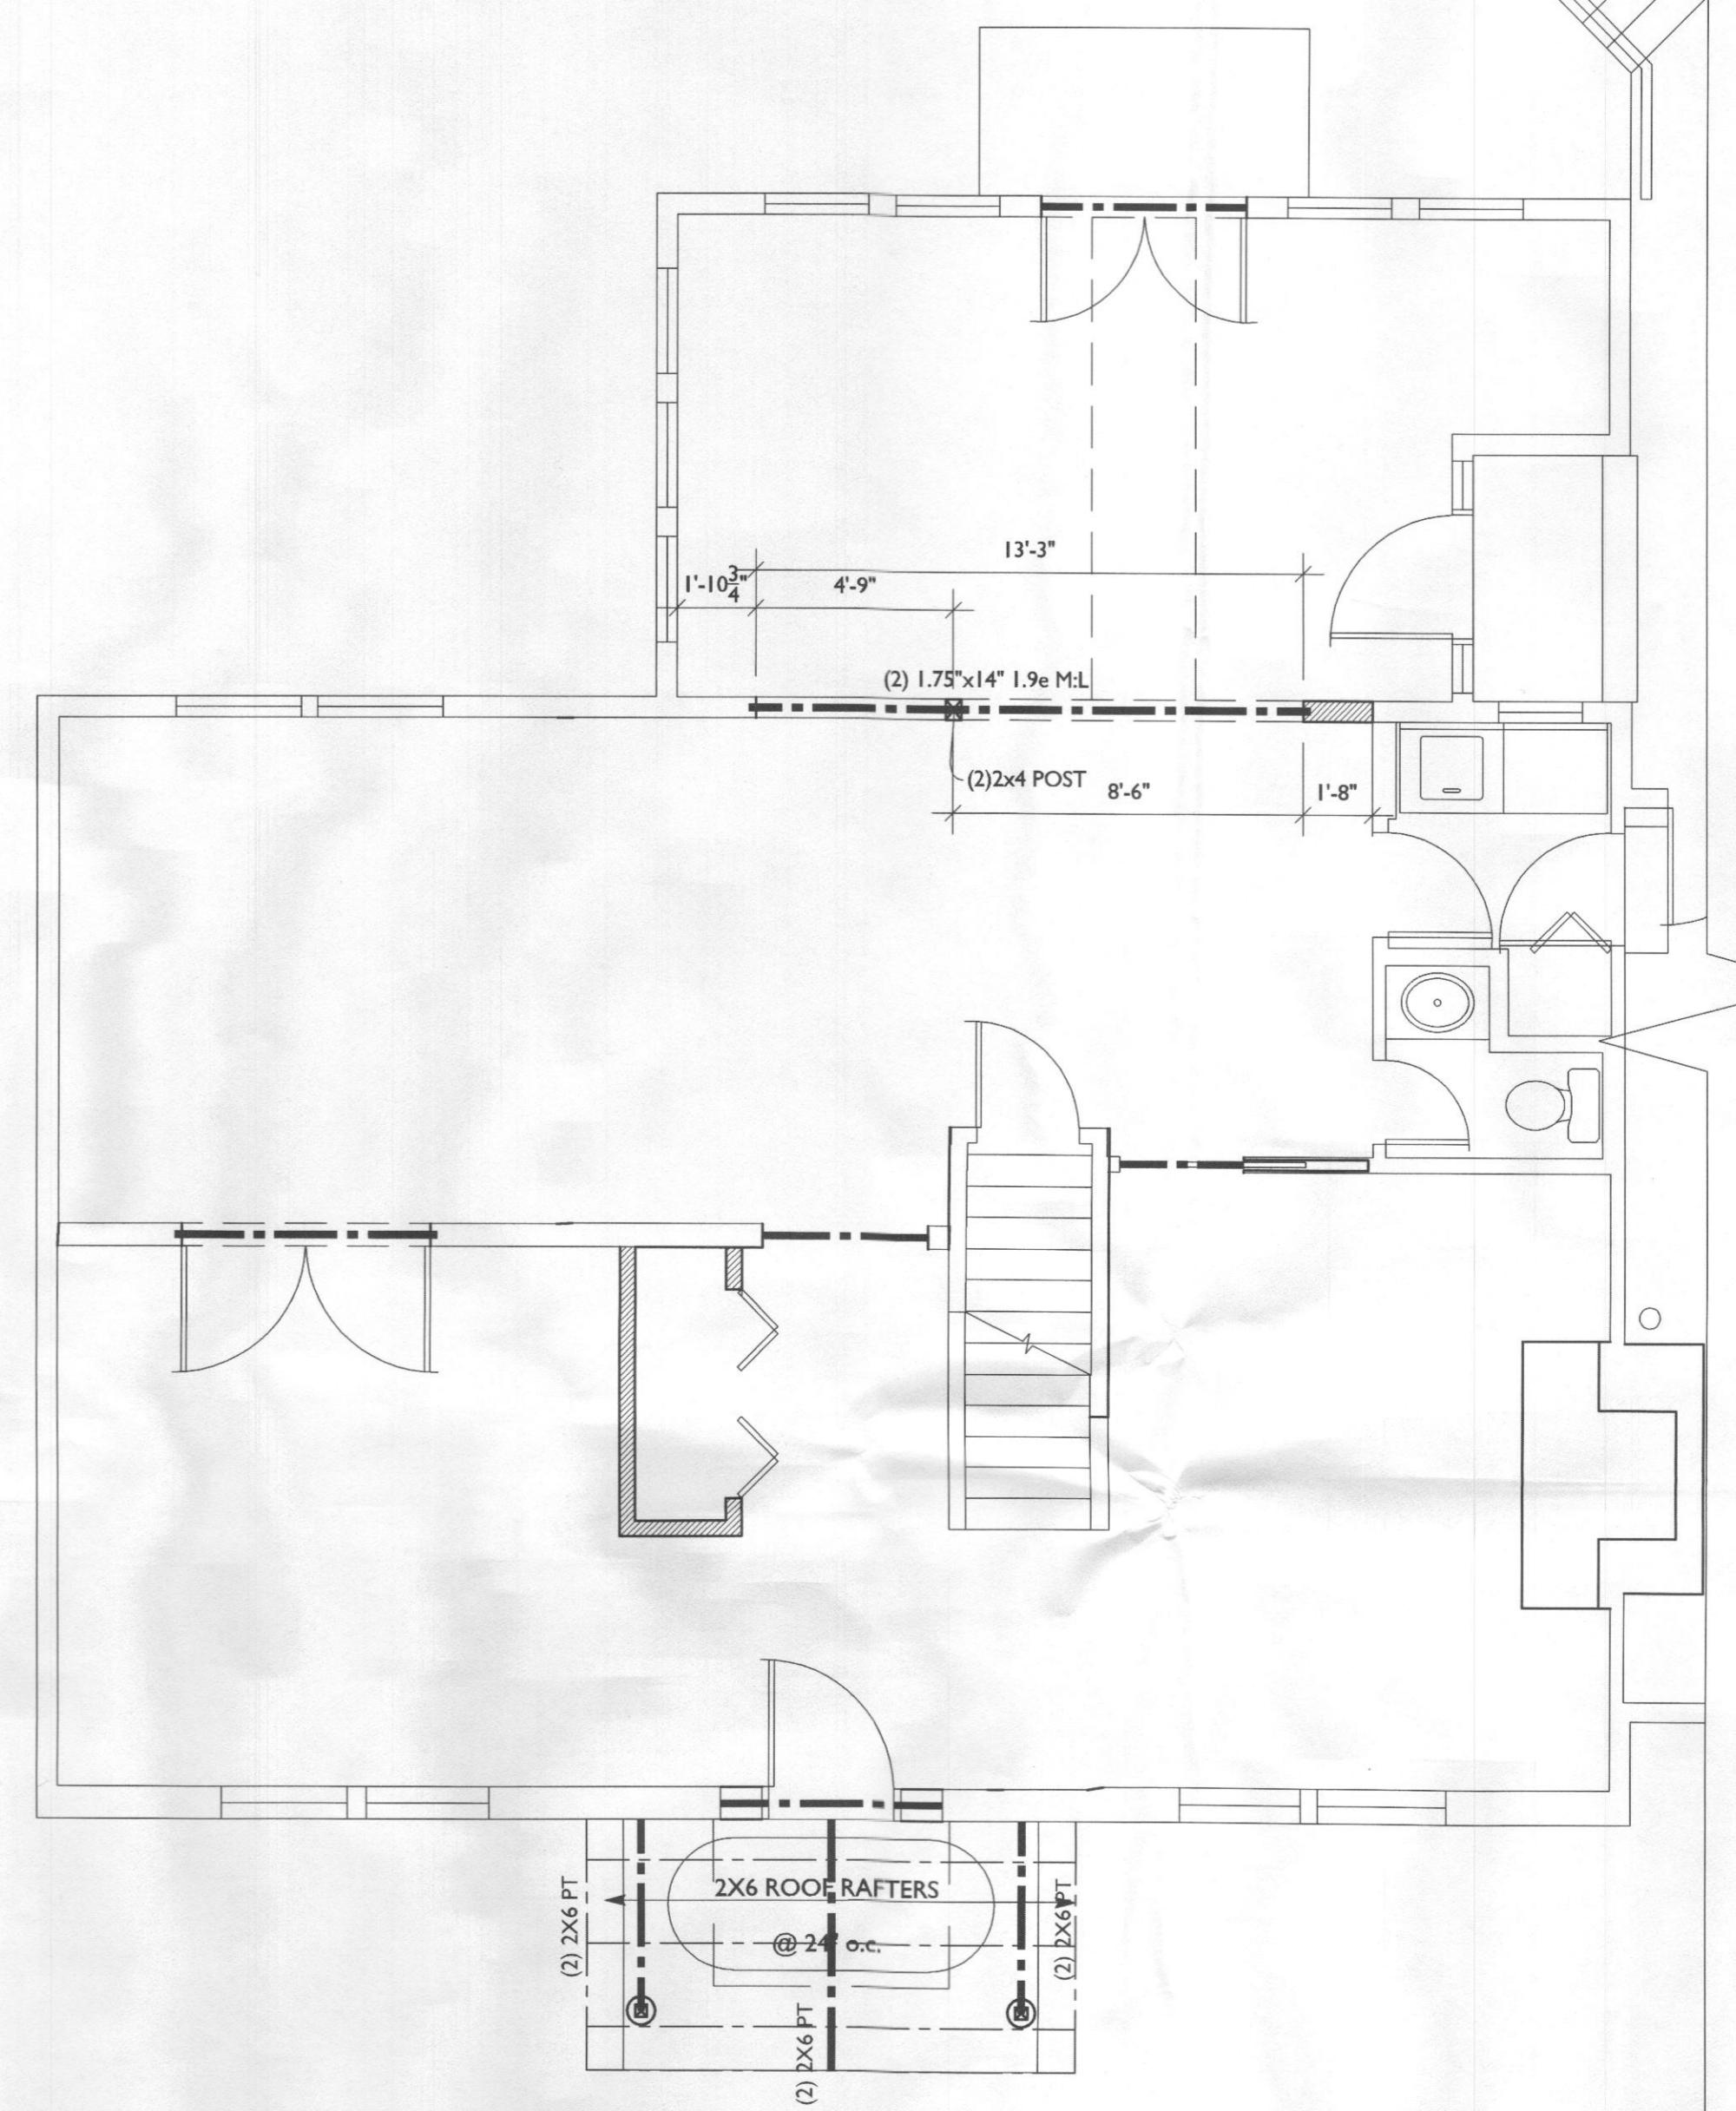 13'-3"
1'-10 3/4"
4'-9"
(2) 1.75"x14" 1.9e M:L
(2)2x4 POST
8'-6"
1'-8"
2X6 ROOF RAFTERS
@ 24" o.c.
(2) 2X6 PT
(2) 2X6 PT
(2) 2X6 PT